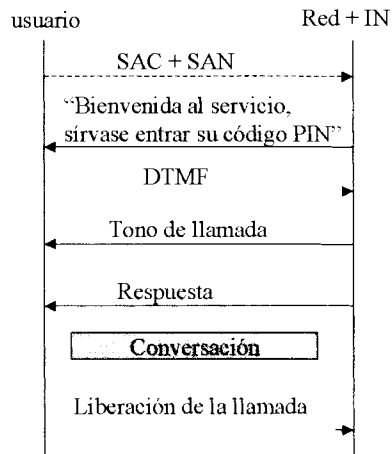 usuario
Red + IN
SAC + SAN
“Bienvenida al servicio,
sírvase entrar su código PIN”
DTMF
Tono de llamada
Respuesta
Conversación
Liberación de la llamada